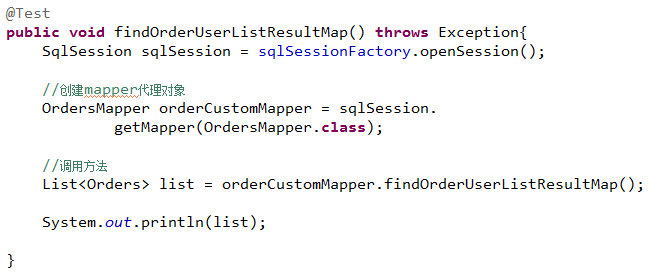 @Test
public void findOrderUserListResultMap() throws Exception{
SqlSession sqlSession = sqlSessionFactory.openSession();
//创建mapper代理对象
OrdersMapper orderCustomMapper = sqlSession.
getMapper(OrdersMapper.class);
//调用方法
List<Orders> list = orderCustomMapper.findOrderUserListResultMap();
System.out.println(list);
}